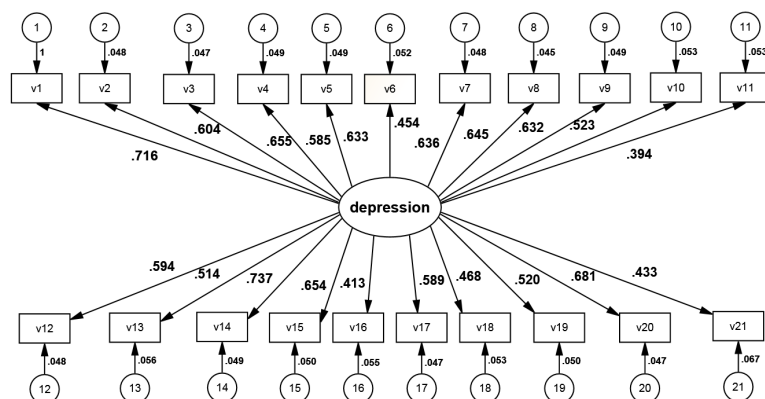 1 2 3 4 5 6 7 8 9 10 11
1 .048 .047 .049 .049 .052 .048 .045 .049 .053 .053
v1 v2 v3 v4 v5 v6 v7 v8 v9 v10 v11
.716 .604 .655 .585 .633 .454 .636 .645 .632 .523 .394
depression
.594 .514 .737 .654 .413 .589 .468 .520 .681 .433
v12 v13 v14 v15 v16 v17 v18 v19 v20 v21
.048 .056 .049 .050 .055 .047 .053 .050 .047 .067
12 13 14 15 16 17 18 19 20 21